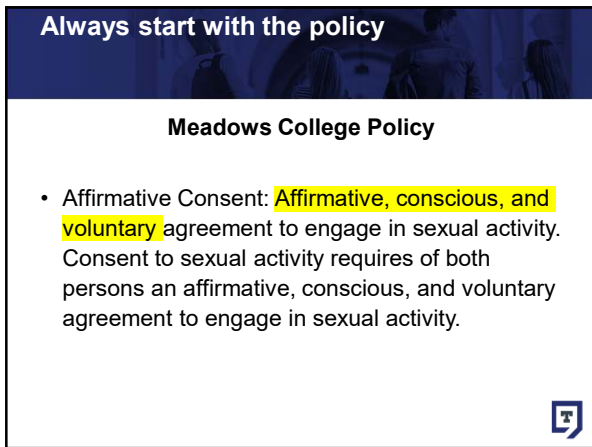 Always start with the policy
Meadows College Policy
• Affirmative Consent: Affirmative, conscious, and
voluntary agreement to engage in sexual activity.
Consent to sexual activity requires of both
persons an affirmative, conscious, and voluntary
agreement to engage in sexual activity.
T